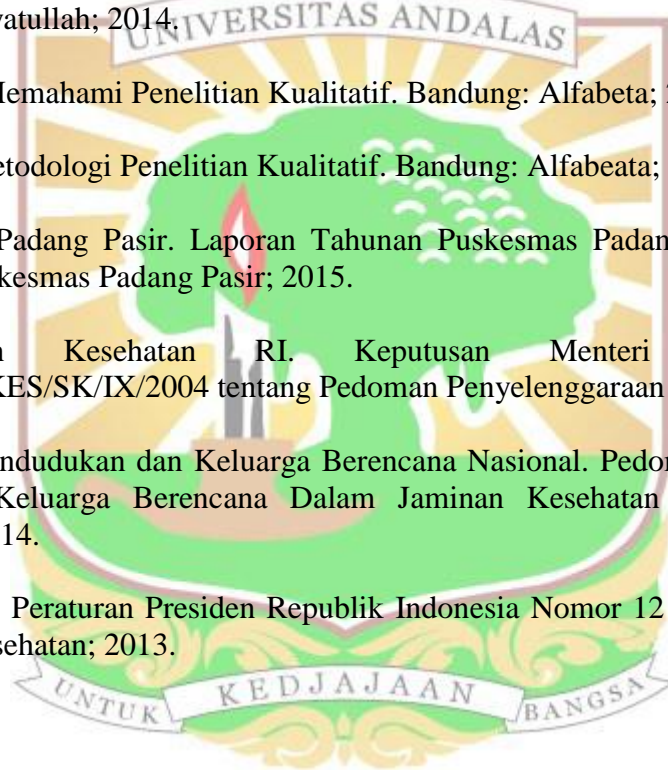 yatullah; 2014.
UNIVERSITAS ANDALAS
Memahami Penelitian Kualitatif. Bandung: Alfabeta;
etodologi Penelitian Kualitatif. Bandung: Alfabeata;
Padang Pasir. Laporan Tahunan Puskesmas Padan
kesmas Padang Pasir; 2015.
n Kesehatan RI. Keputusan Menteri
KES/SK/IX/2004 tentang Pedoman Penyelenggaraan
ndudukan dan Keluarga Berencana Nasional. Pedor
Keluarga Berencana Dalam Jaminan Kesehatan
14.
Peraturan Presiden Republik Indonesia Nomor 12
sehatan; 2013.
UNTUK KEDJAJAAN BANGSA